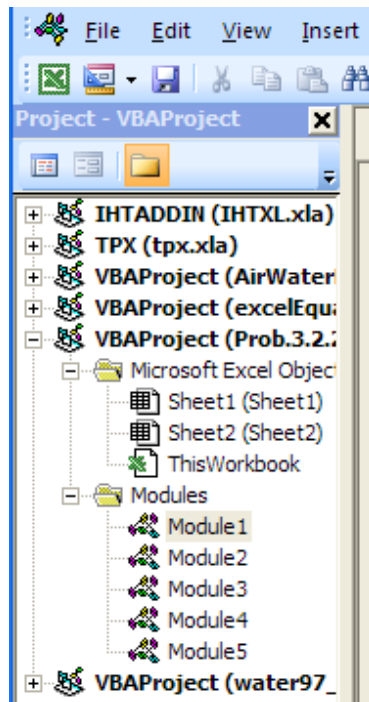 File Edit View Insert
Project - VBAProject
IHTADDIN (IHTXL.xla)
TPX (tpx.xla)
VBAProject (AirWater
VBAProject (excelEqua
VBAProject (Prob.3.2.2
Microsoft Excel Objec
Sheet1 (Sheet1)
Sheet2 (Sheet2)
ThisWorkbook
Modules
Module1
Module2
Module3
Module4
Module5
VBAProject (water97_